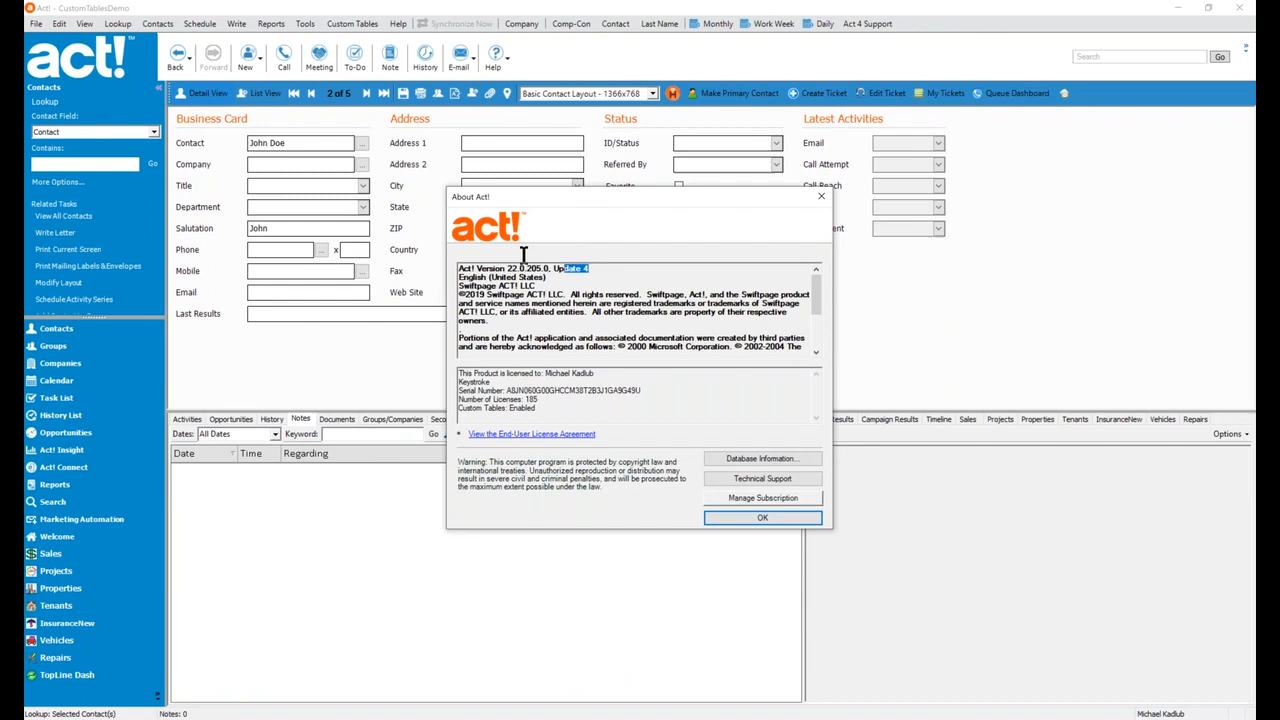 Act! - CustomTablesDemo
File Edit View Lookup Contacts Schedule Write Reports Tools Custom Tables Help Synchronize Now Company Comp-Con Contact Last Name Monthly Work Week Daily Act 4 Support
act!™
Back Forward New Call Meeting To-Do Note History E-mail Help
Search Go
Contacts
Lookup
Contact Field:
Contact
Contains:
Go
More Options...
Related Tasks
View All Contacts
Write Letter
Print Current Screen
Print Mailing Labels & Envelopes
Modify Layout
Schedule Activity Series
Contacts
Groups
Companies
Calendar
Task List
History List
Opportunities
Act! Insight
Act! Connect
Reports
Search
Marketing Automation
Welcome
Sales
Projects
Properties
Tenants
InsuranceNew
Vehicles
Repairs
TopLine Dash
Detail View List View 2 of 5 Basic Contact Layout - 1366x768 H Make Primary Contact Create Ticket Edit Ticket My Tickets Queue Dashboard
Business Card Address Status Latest Activities
Contact John Doe Address 1 ID/Status Email
Company Address 2 Referred By Call Attempt
Title City Favorite Call Reach
Department State
Salutation John ZIP
Phone x Country
Mobile Fax
Email Web Site
Last Results
About Act!
act!™
Act! Version 22.0.205.0, Update 4
English (United States)
Swiftpage ACT! LLC
©2019 Swiftpage ACT! LLC. All rights reserved. Swiftpage, Act!, and the Swiftpage product
and service names mentioned herein are registered trademarks or trademarks of Swiftpage
ACT! LLC, or its affiliated entities. All other trademarks are property of their respective
owners.
.
Portions of the Act! application and associated documentation were created by third parties
and are hereby acknowledged as follows: © 2000 Microsoft Corporation. © 2002-2004 The
This Product is licensed to: Michael Kadlub
Keystroke
Serial Number: A8JN060G00GHCCM38T2B3J1GA9G49U
Number of Licenses: 185
Custom Tables: Enabled
* View the End-User License Agreement
Warning: This computer program is protected by copyright law and
international treaties. Unauthorized reproduction or distribution may
result in severe civil and criminal penalties, and will be prosecuted to
the maximum extent possible under the law.
Database Information...
Technical Support
Manage Subscription
OK
Activities Opportunities History Notes Documents Groups/Companies Campaign Results Timeline Sales Projects Properties Tenants InsuranceNew Vehicles Repairs
Dates: All Dates Keyword: Go Options
Date Time Regarding
Lookup: Selected Contact(s) Notes: 0 Michael Kadlub